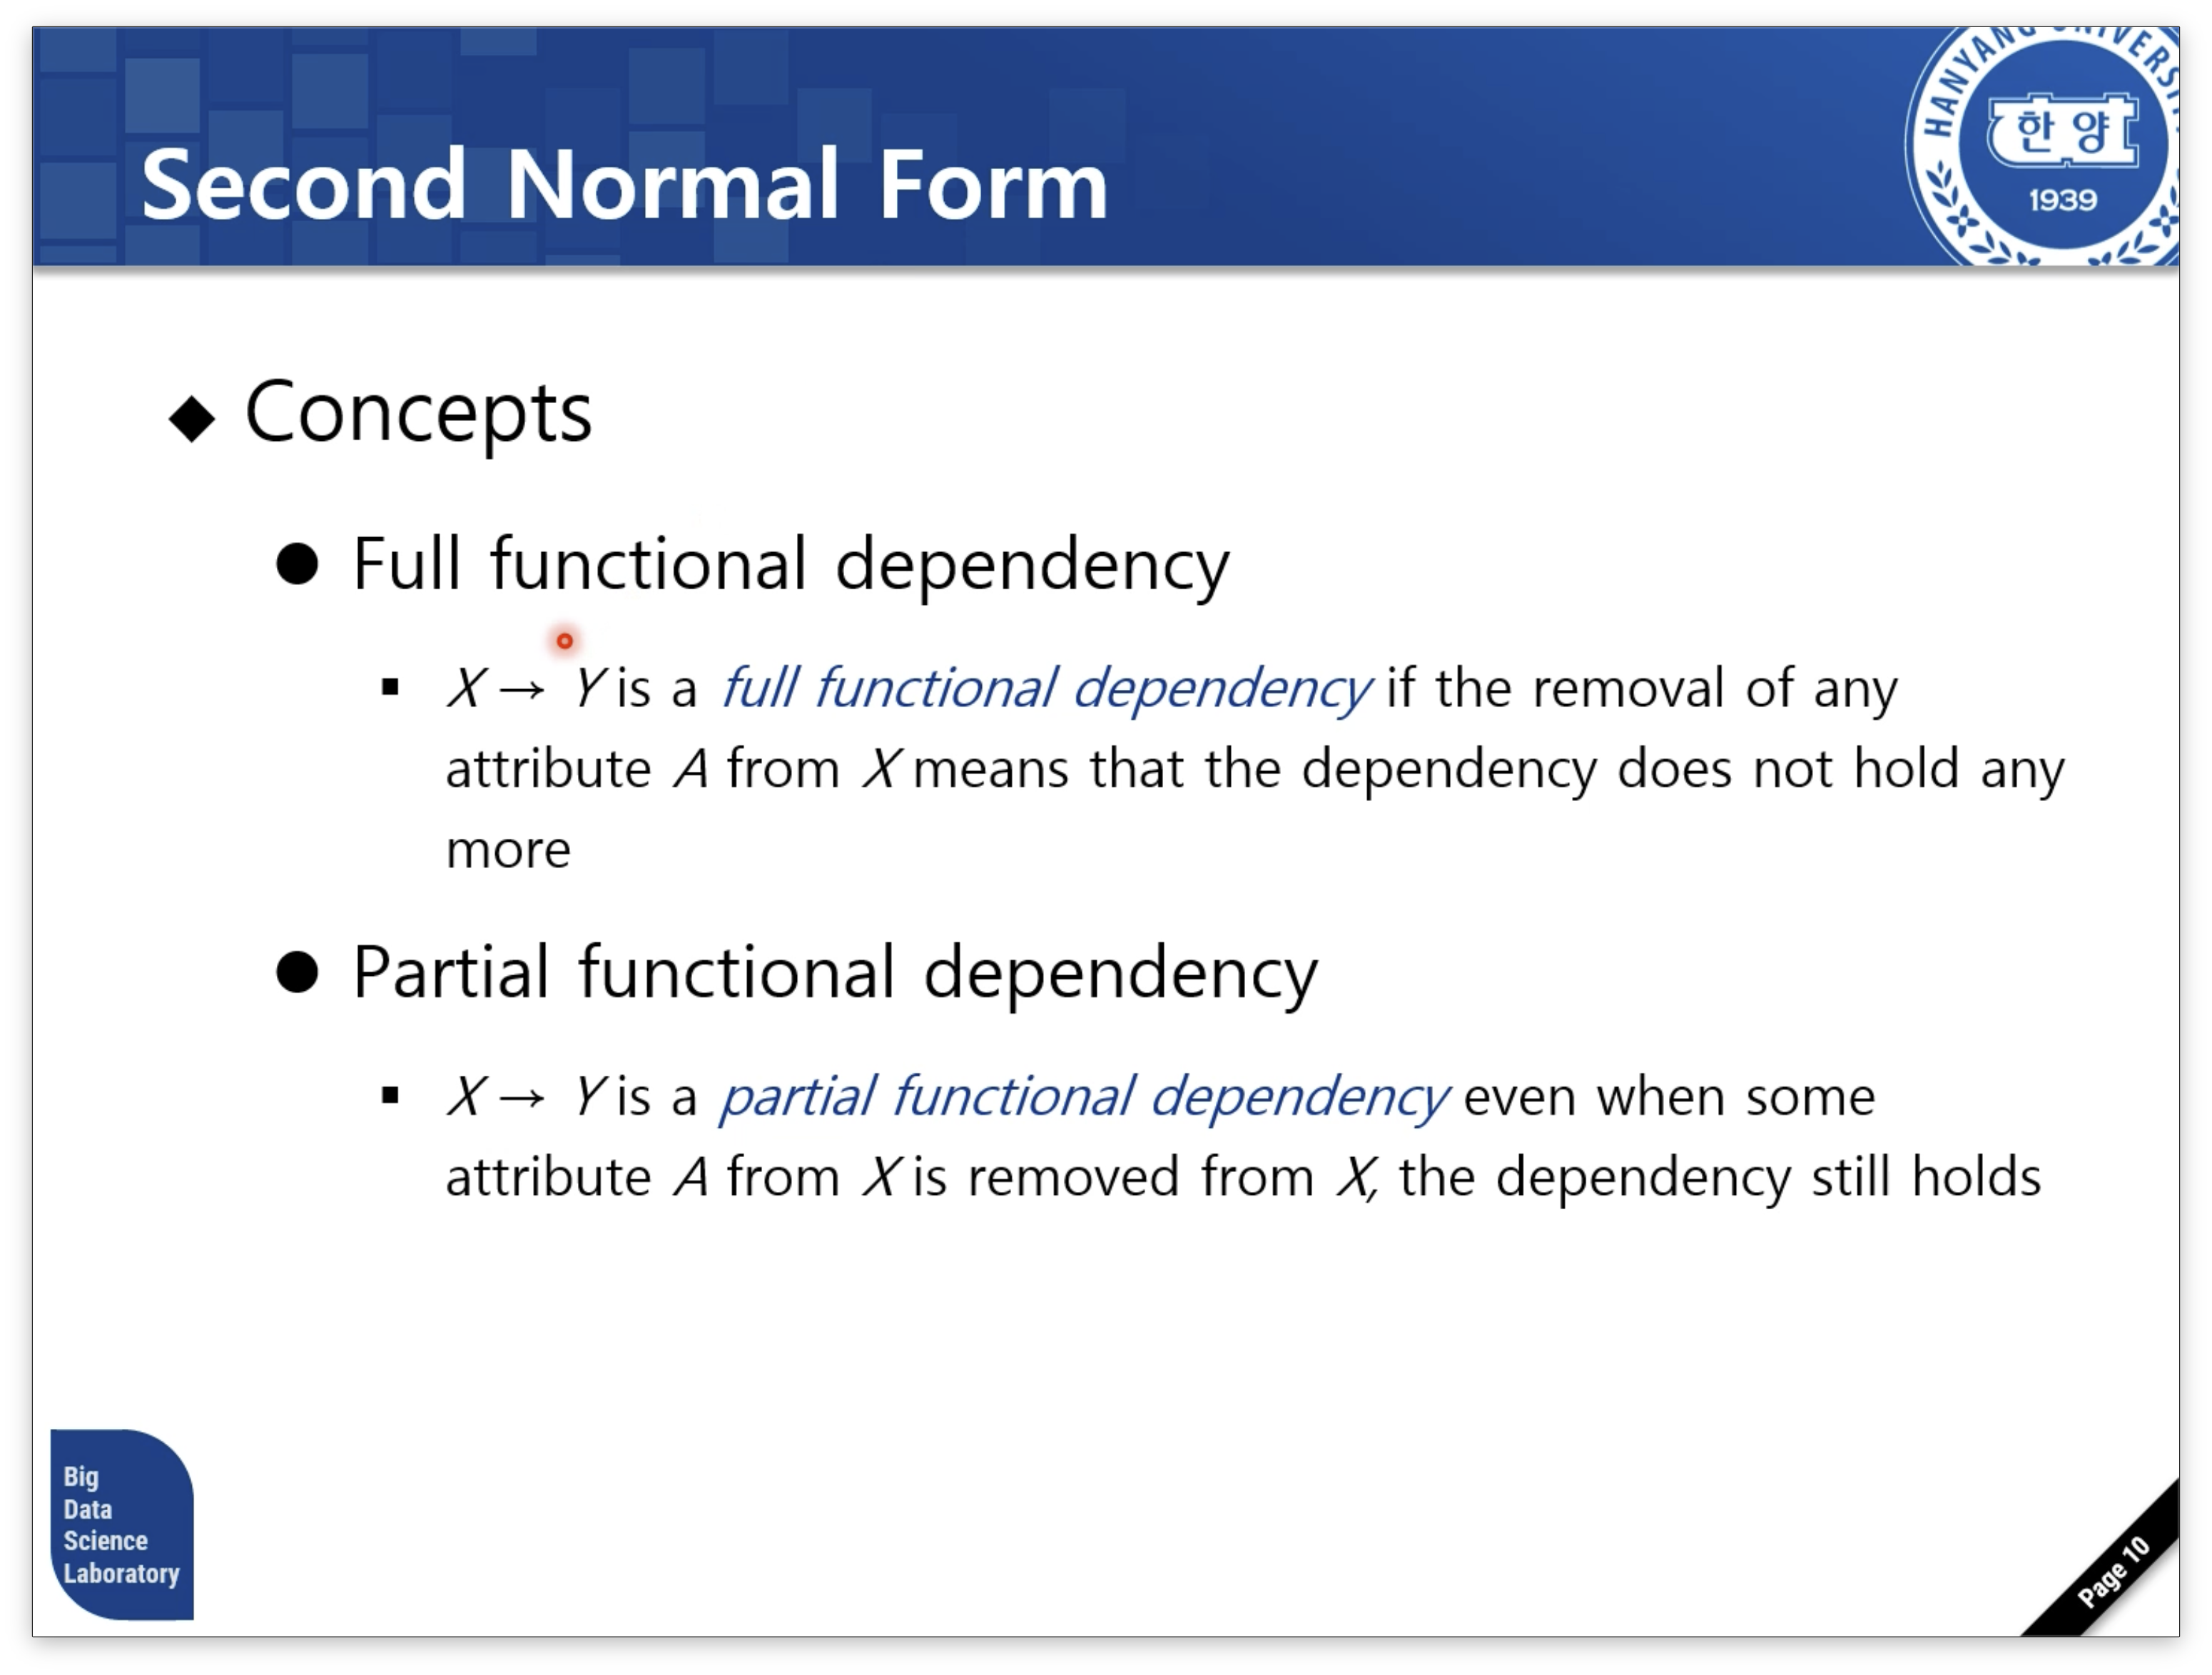 HANYANG UNIVERSITY
한양
1939
Second Normal Form
◆ Concepts
● Full functional dependency
▪ X → Y is a full functional dependency if the removal of any
attribute A from X means that the dependency does not hold any
more
● Partial functional dependency
▪ X → Y is a partial functional dependency even when some
attribute A from X is removed from X, the dependency still holds
Big
Data
Science
Laboratory
Page 10